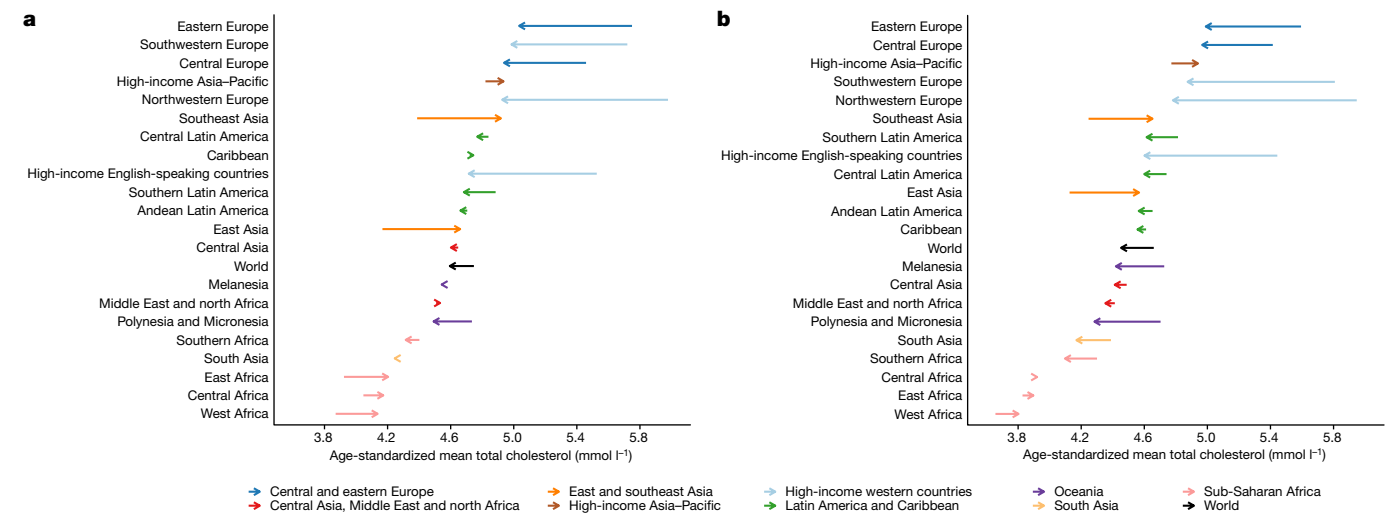 a
Eastern Europe
Southwestern Europe
Central Europe
High-income Asia–Pacific
Northwestern Europe
Southeast Asia
Central Latin America
Caribbean
High-income English-speaking countries
Southern Latin America
Andean Latin America
East Asia
Central Asia
World
Melanesia
Middle East and north Africa
Polynesia and Micronesia
Southern Africa
South Asia
East Africa
Central Africa
West Africa
3.8 4.2 4.6 5.0 5.4 5.8
Age-standardized mean total cholesterol (mmol l⁻¹)
b
Eastern Europe
Central Europe
High-income Asia–Pacific
Southwestern Europe
Northwestern Europe
Southeast Asia
Southern Latin America
High-income English-speaking countries
Central Latin America
East Asia
Andean Latin America
Caribbean
World
Melanesia
Central Asia
Middle East and north Africa
Polynesia and Micronesia
South Asia
Southern Africa
Central Africa
East Africa
West Africa
3.8 4.2 4.6 5.0 5.4 5.8
Age-standardized mean total cholesterol (mmol l⁻¹)
Central and eastern Europe
Central Asia, Middle East and north Africa
East and southeast Asia
High-income Asia–Pacific
High-income western countries
Latin America and Caribbean
Oceania
South Asia
Sub-Saharan Africa
World